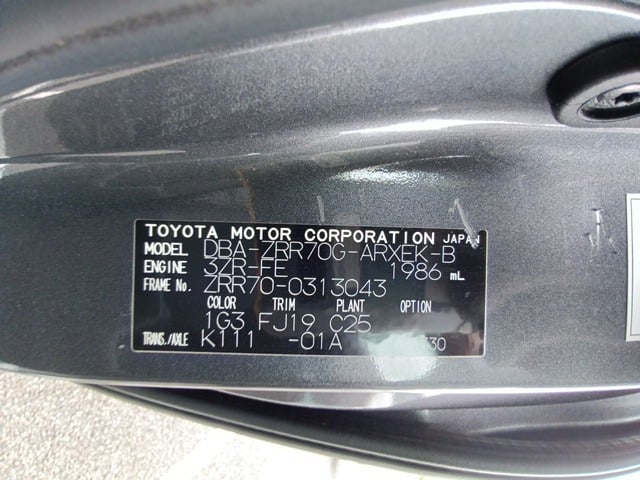 TOYOTA MOTOR CORPORATION JAPAN
MODEL DBA-ZRR70G-ARXEK-B
ENGINE 3ZR-FE 1986 mL
FRAME No. ZRR70-0313043
COLOR TRIM PLANT OPTION
1G3 FJ19 C25
TRANS./AXLE K111 -01A